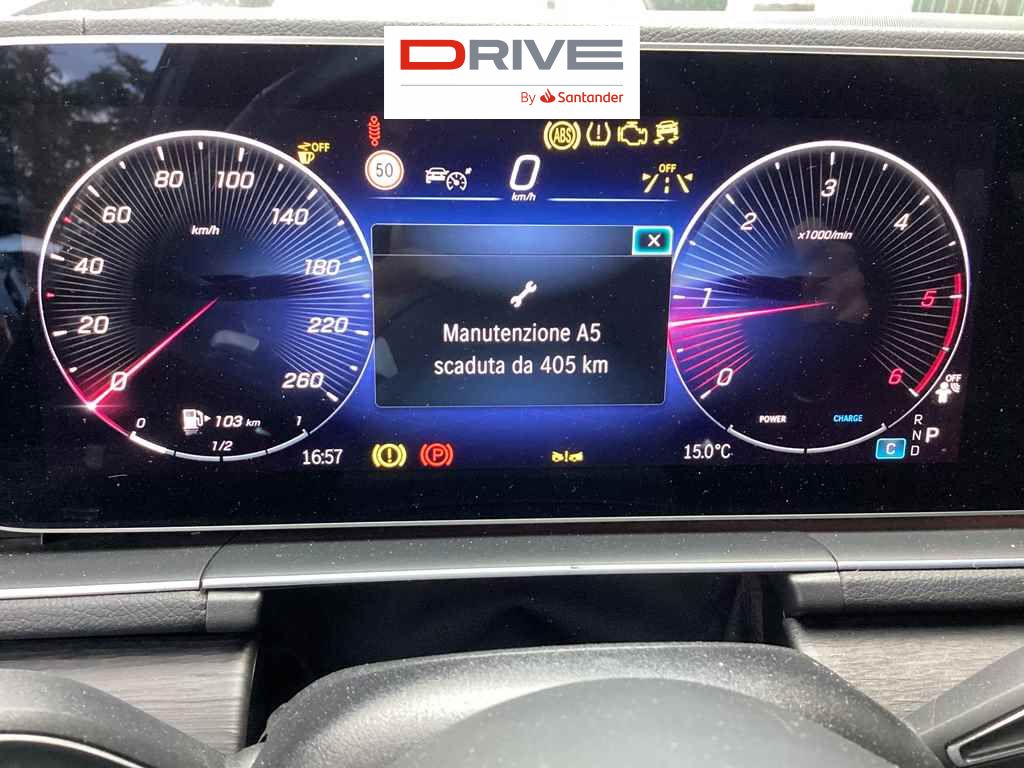 DRIVE
By Santander
OFF
50
ABS
0
km/h
OFF
0
20
40
60
80
100
140
180
220
260
km/h
103 km
0
1/2
1
Manutenzione A5
scaduta da 405 km
0
1
2
3
4
5
6
x1000/min
POWER
CHARGE
OFF
16:57
P
15.0°C
C
R
N
D
P